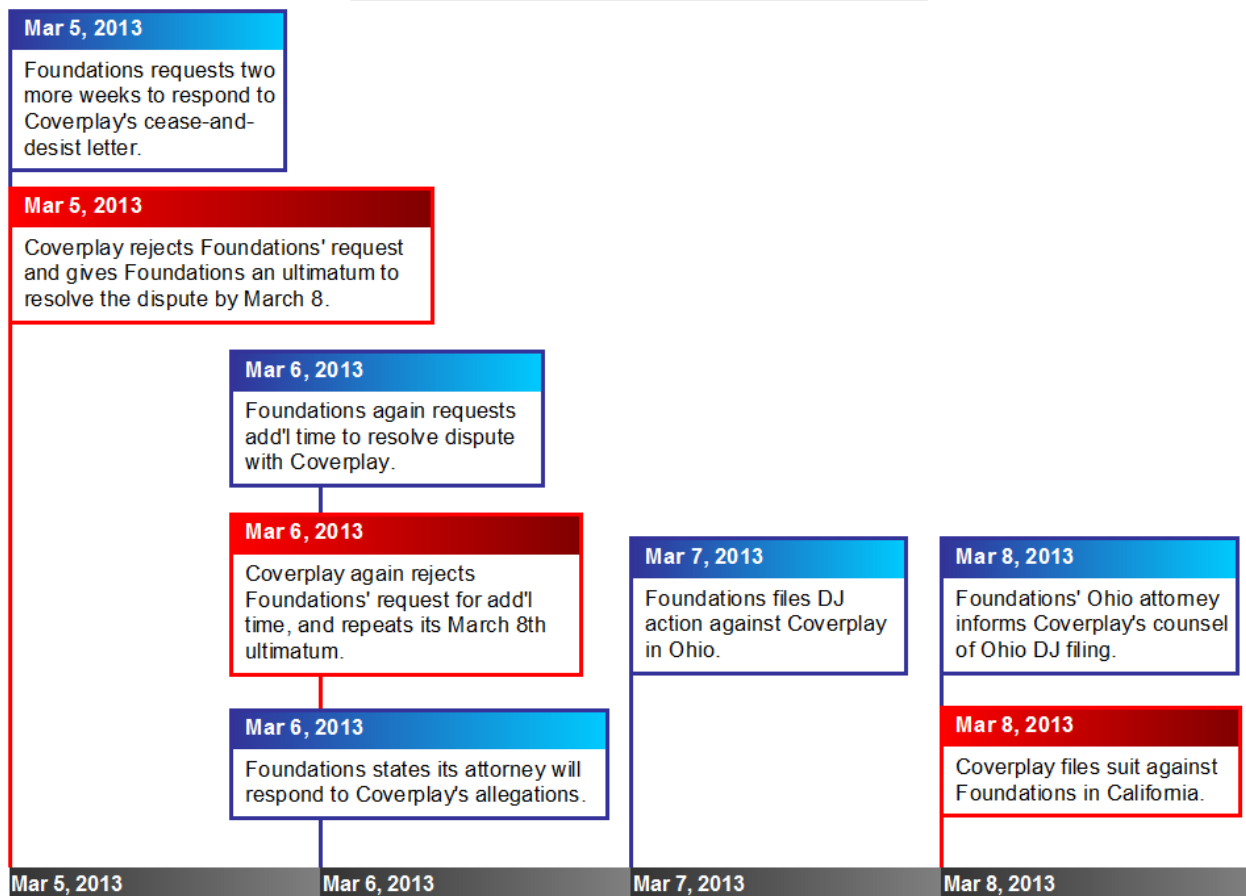 Mar 5, 2013
Foundations requests two
more weeks to respond to
Coverplay's cease-and-
desist letter.
Mar 5, 2013
Coverplay rejects Foundations' request
and gives Foundations an ultimatum to
resolve the dispute by March 8.
Mar 6, 2013
Foundations again requests
add'l time to resolve dispute
with Coverplay.
Mar 6, 2013
Coverplay again rejects
Foundations' request for add'l
time, and repeats its March 8th
ultimatum.
Mar 6, 2013
Foundations states its attorney will
respond to Coverplay's allegations.
Mar 7, 2013
Foundations files DJ
action against Coverplay
in Ohio.
Mar 8, 2013
Foundations' Ohio attorney
informs Coverplay's counsel
of Ohio DJ filing.
Mar 8, 2013
Coverplay files suit against
Foundations in California.
Mar 5, 2013
Mar 6, 2013
Mar 7, 2013
Mar 8, 2013